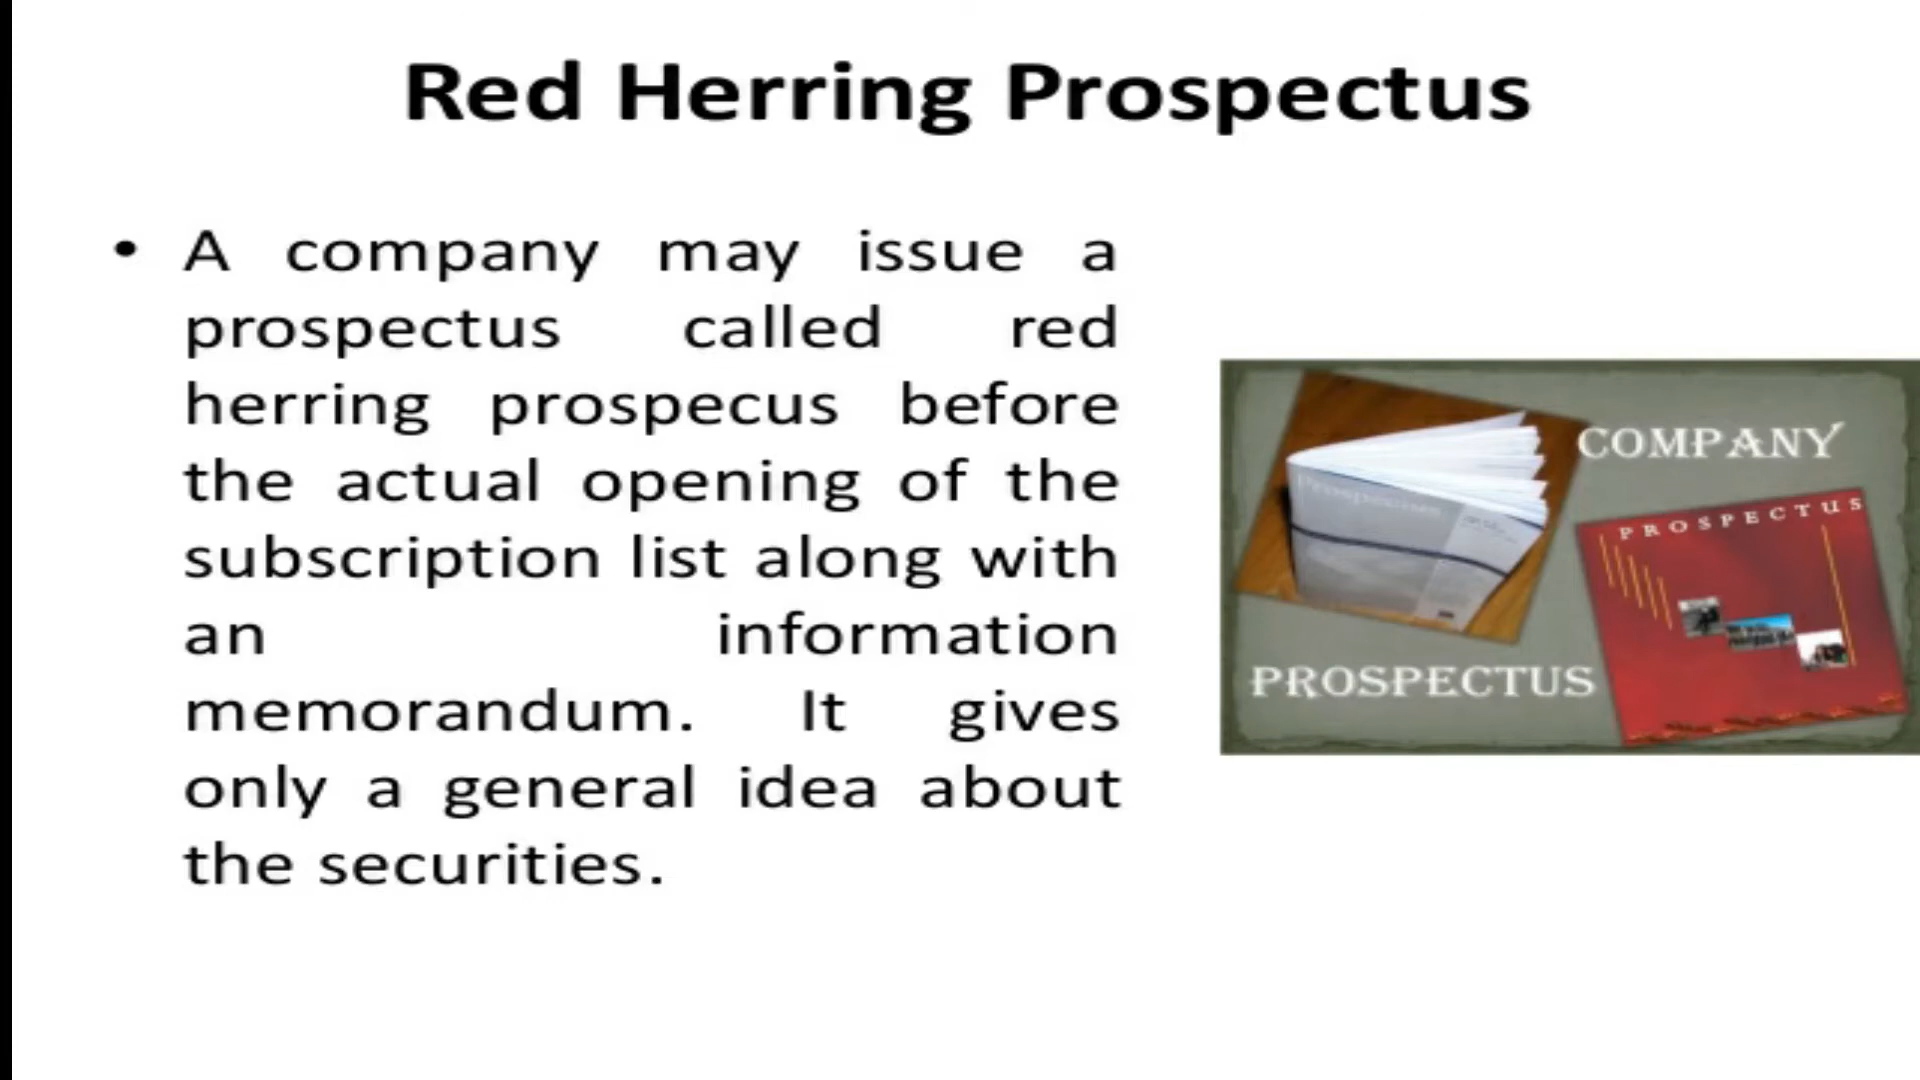 Red Herring Prospectus
• A company may issue a
prospectus called red
herring prospecus before
the actual opening of the
subscription list along with
an information
memorandum. It gives
only a general idea about
the securities.
COMPANY
Prospectus
PROSPECTUS
PROSPECTUS